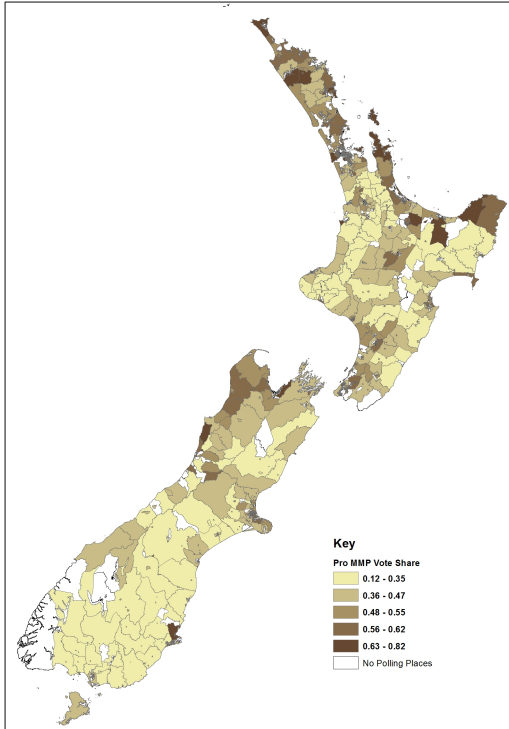 Key
Pro MMP Vote Share
0.12 - 0.35
0.36 - 0.47
0.48 - 0.55
0.56 - 0.62
0.63 - 0.82
No Polling Places